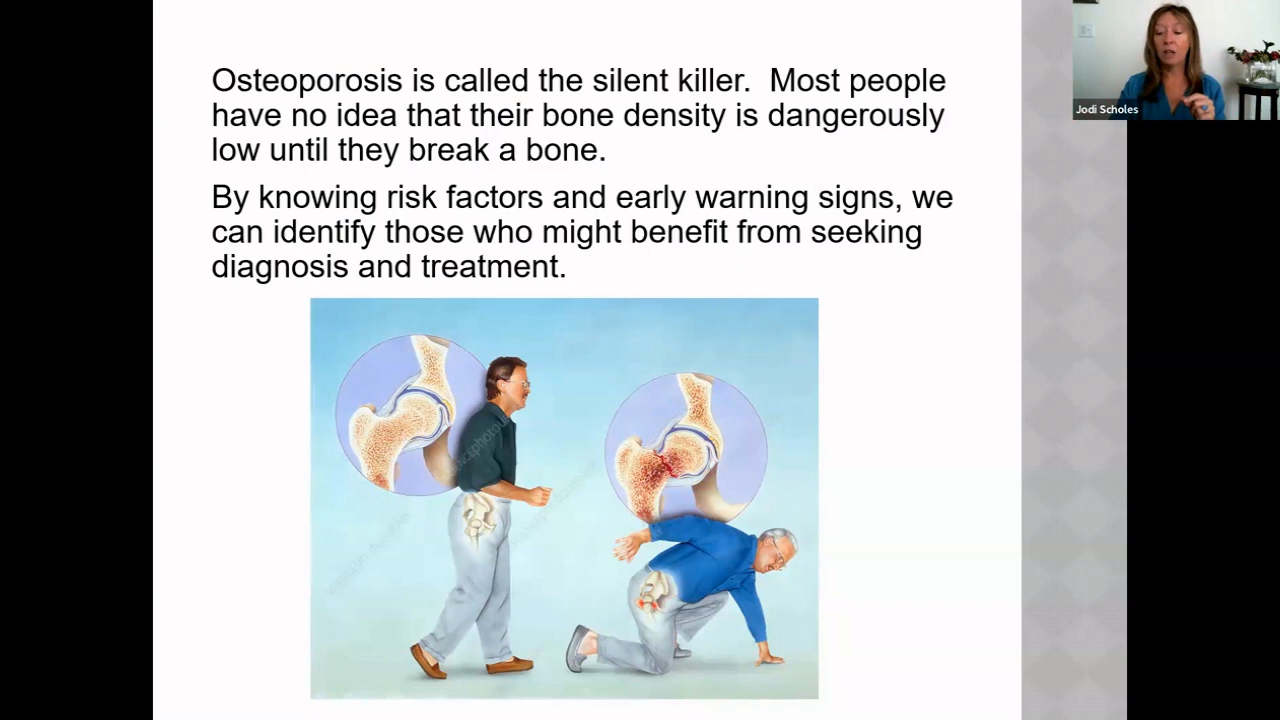 Osteoporosis is called the silent killer.  Most people
have no idea that their bone density is dangerously
low until they break a bone.
By knowing risk factors and early warning signs, we
can identify those who might benefit from seeking
diagnosis and treatment.
Jodi Scholes